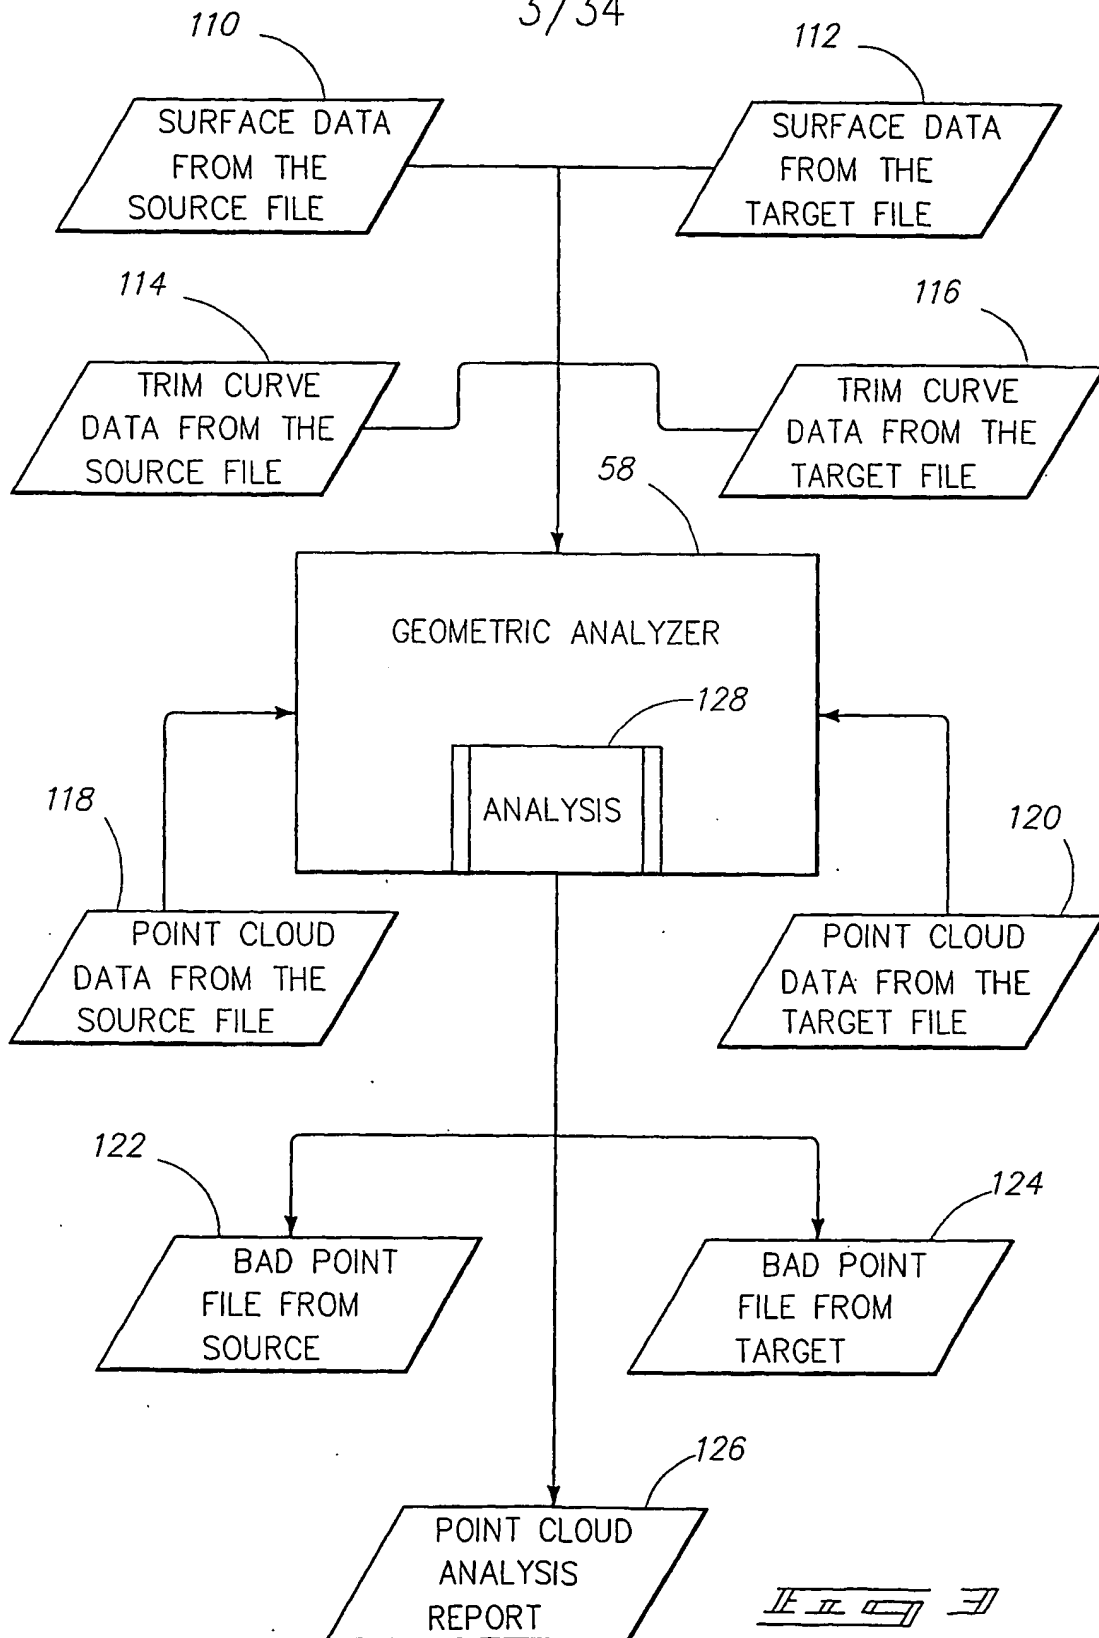 3/34
110
112
SURFACE DATA
FROM THE
SOURCE FILE
SURFACE DATA
FROM THE
TARGET FILE
114
116
TRIM CURVE
DATA FROM THE
SOURCE FILE
TRIM CURVE
DATA FROM THE
TARGET FILE
58
GEOMETRIC ANALYZER
128
ANALYSIS
118
120
POINT CLOUD
DATA FROM THE
SOURCE FILE
POINT CLOUD
DATA FROM THE
TARGET FILE
122
124
BAD POINT
FILE FROM
SOURCE
BAD POINT
FILE FROM
TARGET
126
POINT CLOUD
ANALYSIS
REPORT
FIG 3